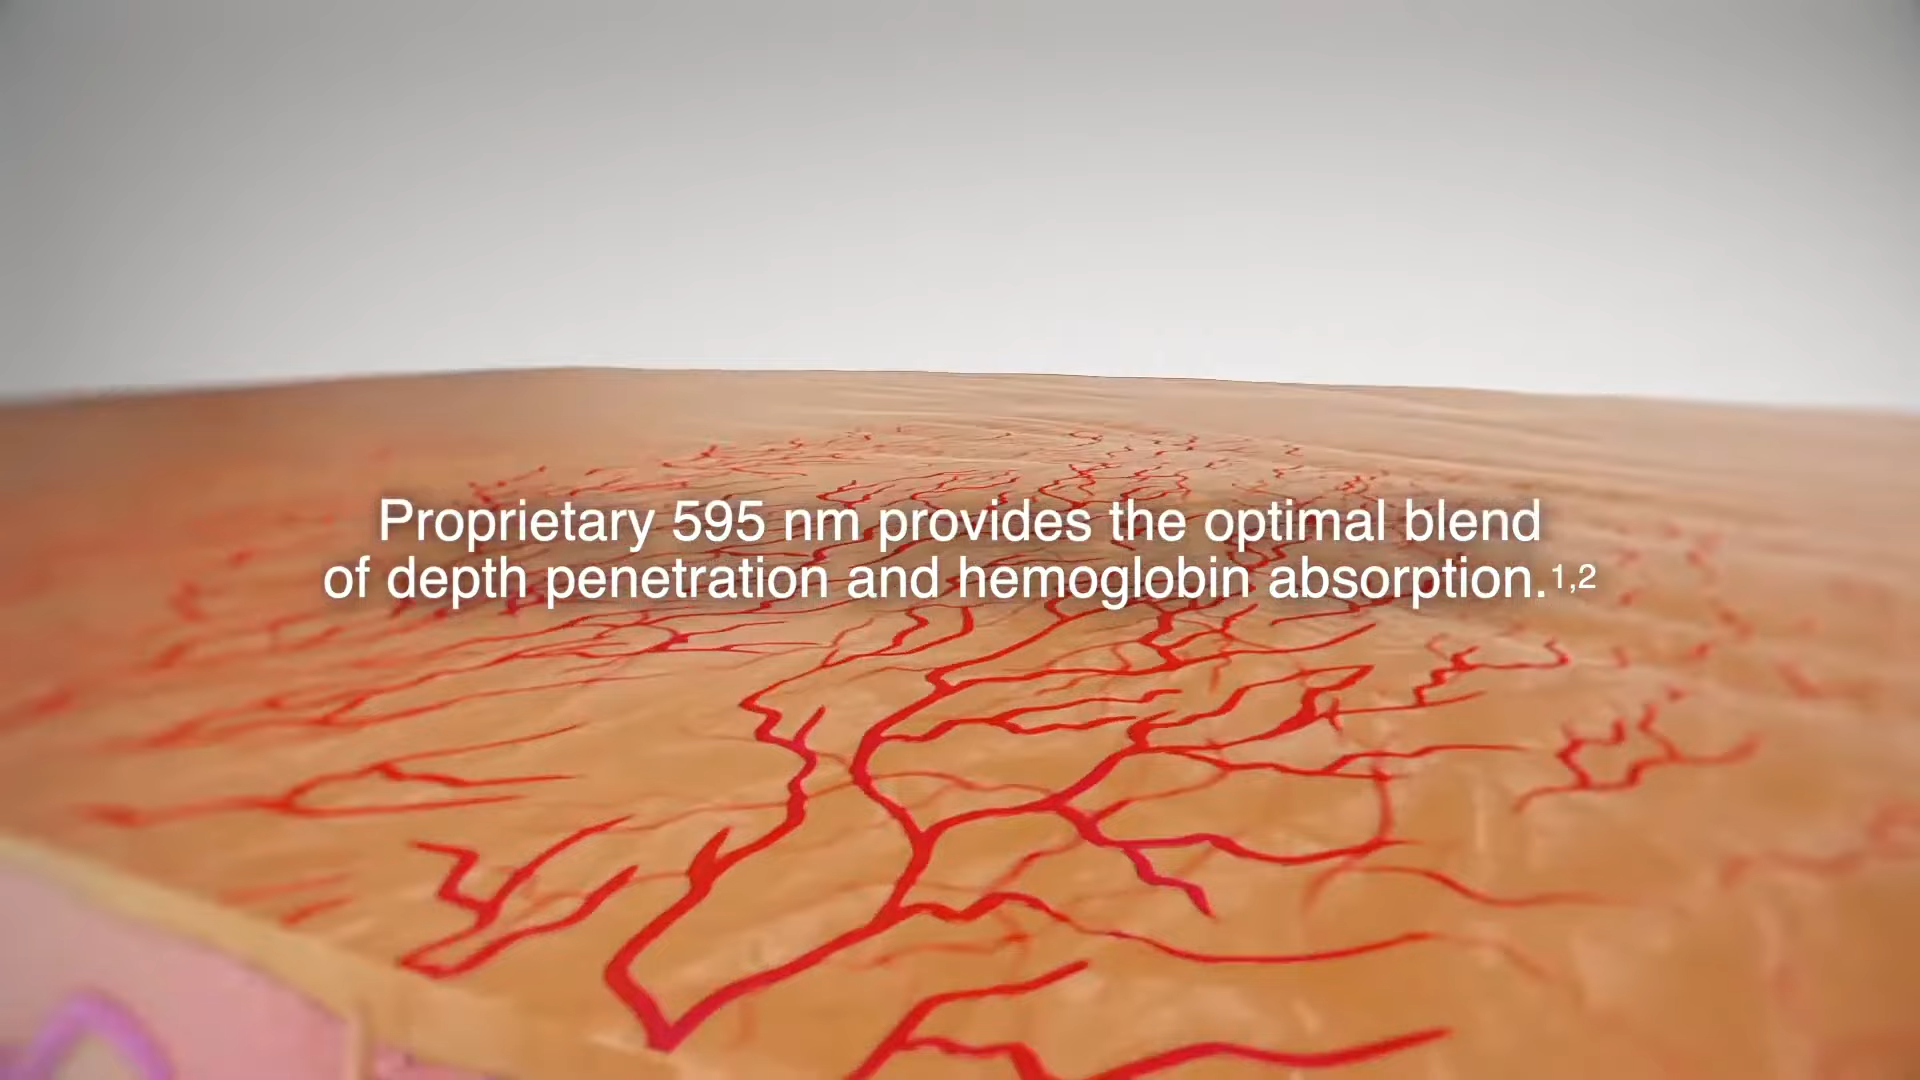 Proprietary 595 nm provides the optimal blend
of depth penetration and hemoglobin absorption.1,2